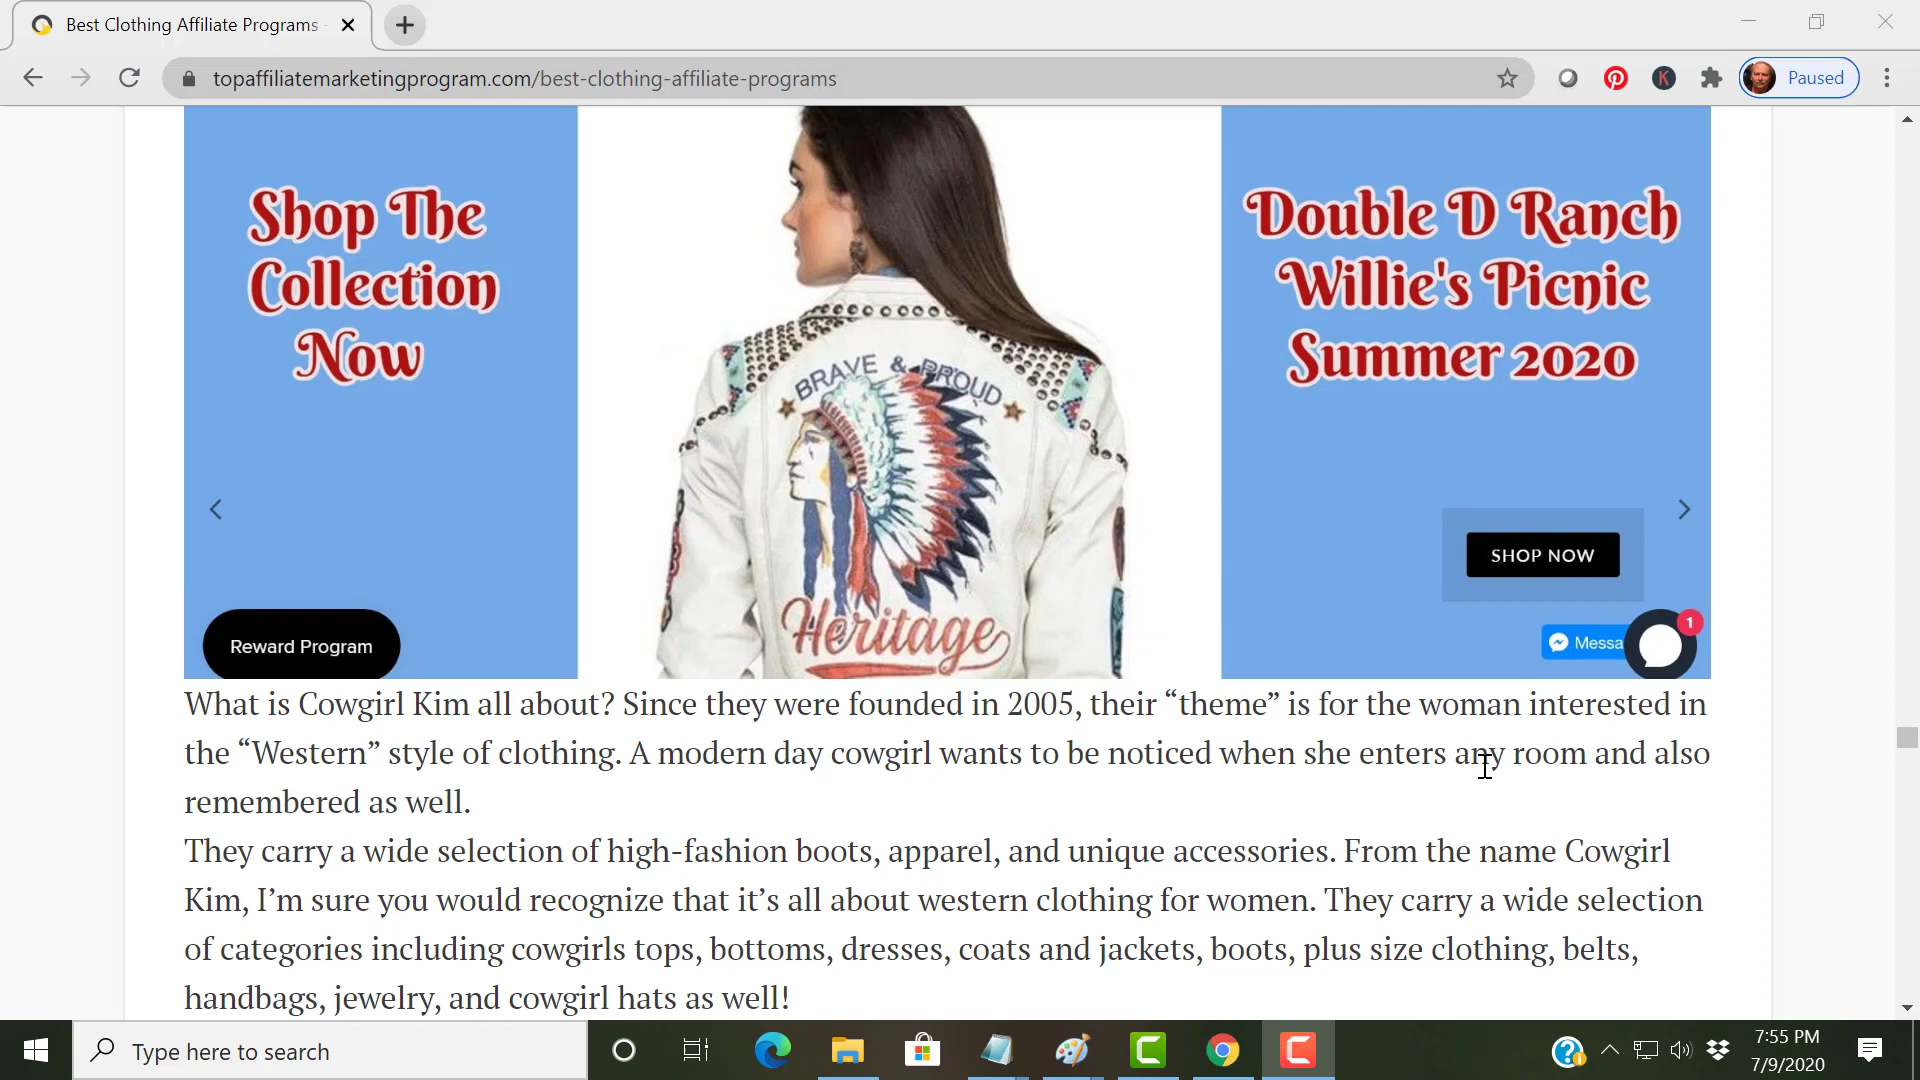 Best Clothing Affiliate Programs -
topaffiliatemarketingprogram.com/best-clothing-affiliate-programs
K
Paused
Shop The
Collection
Now
BRAVE & PROUD
Heritage
Double D Ranch
Willie's Picnic
Summer 2020
SHOP NOW
Reward Program
Messa
1
What is Cowgirl Kim all about? Since they were founded in 2005, their “theme” is for the woman interested in
the “Western” style of clothing. A modern day cowgirl wants to be noticed when she enters any room and also
remembered as well.
They carry a wide selection of high-fashion boots, apparel, and unique accessories. From the name Cowgirl
Kim, I’m sure you would recognize that it’s all about western clothing for women. They carry a wide selection
of categories including cowgirls tops, bottoms, dresses, coats and jackets, boots, plus size clothing, belts,
handbags, jewelry, and cowgirl hats as well!
Type here to search
7:55 PM
7/9/2020